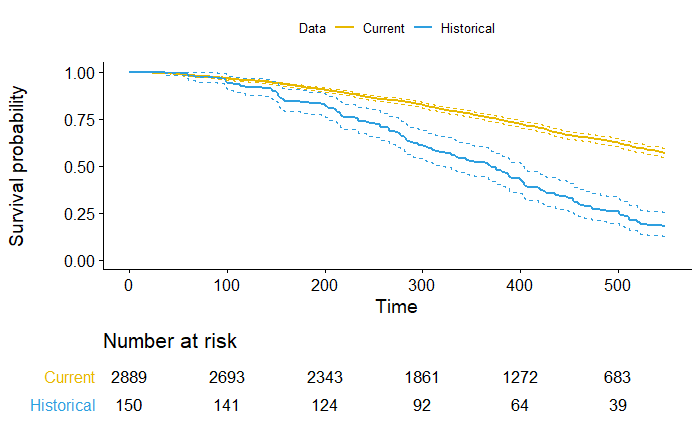 Data Current Historical
Survival probability
1.00
0.75
0.50
0.25
0.00
0 100 200 300 400 500
Time
Number at risk
Current 2889 2693 2343 1861 1272 683
Historical 150 141 124 92 64 39